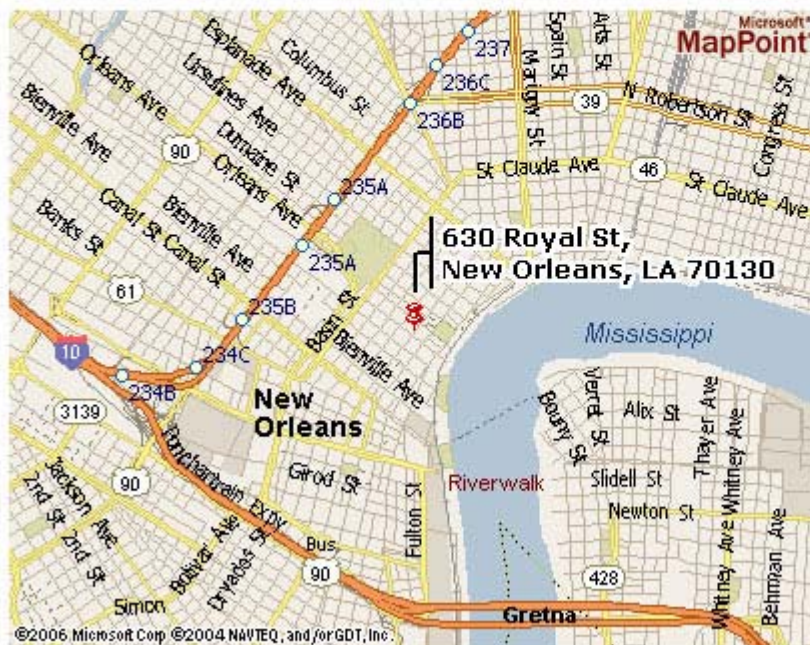 Microsoft
MapPoint
Orleans Ave
Esplanade Ave
Ursulines Ave
Columbus St
Bienville Ave
Dumaine St
Orleans Ave
Banks St
Canal St
Canal St
Bienville Ave
90
61
237
236C
236B
235A
235A
235B
234C
234B
10
3139
90
Marigny St
Spain St
Arts St
39
N Robertson St
Congress St
St Claude Ave
46
St Claude Ave
630 Royal St,
New Orleans, LA 70130
Mississippi
Bienville Ave
New
Orleans
Girod St
Fulton St
Riverwalk
Bouny St
Verret St
Alix St
Thayer Ave
Whitney Ave
Slidell St
Newton St
Jackson Ave
2nd St
2nd St
Pontchartrain Expy
Bus
90
Bolivar Ave
Dryades St
Simon
428
Gretna
Whitney Ave
Behrman Ave
©2006 Microsoft Corp ©2004 NAVTEQ, and/or GDT, Inc.